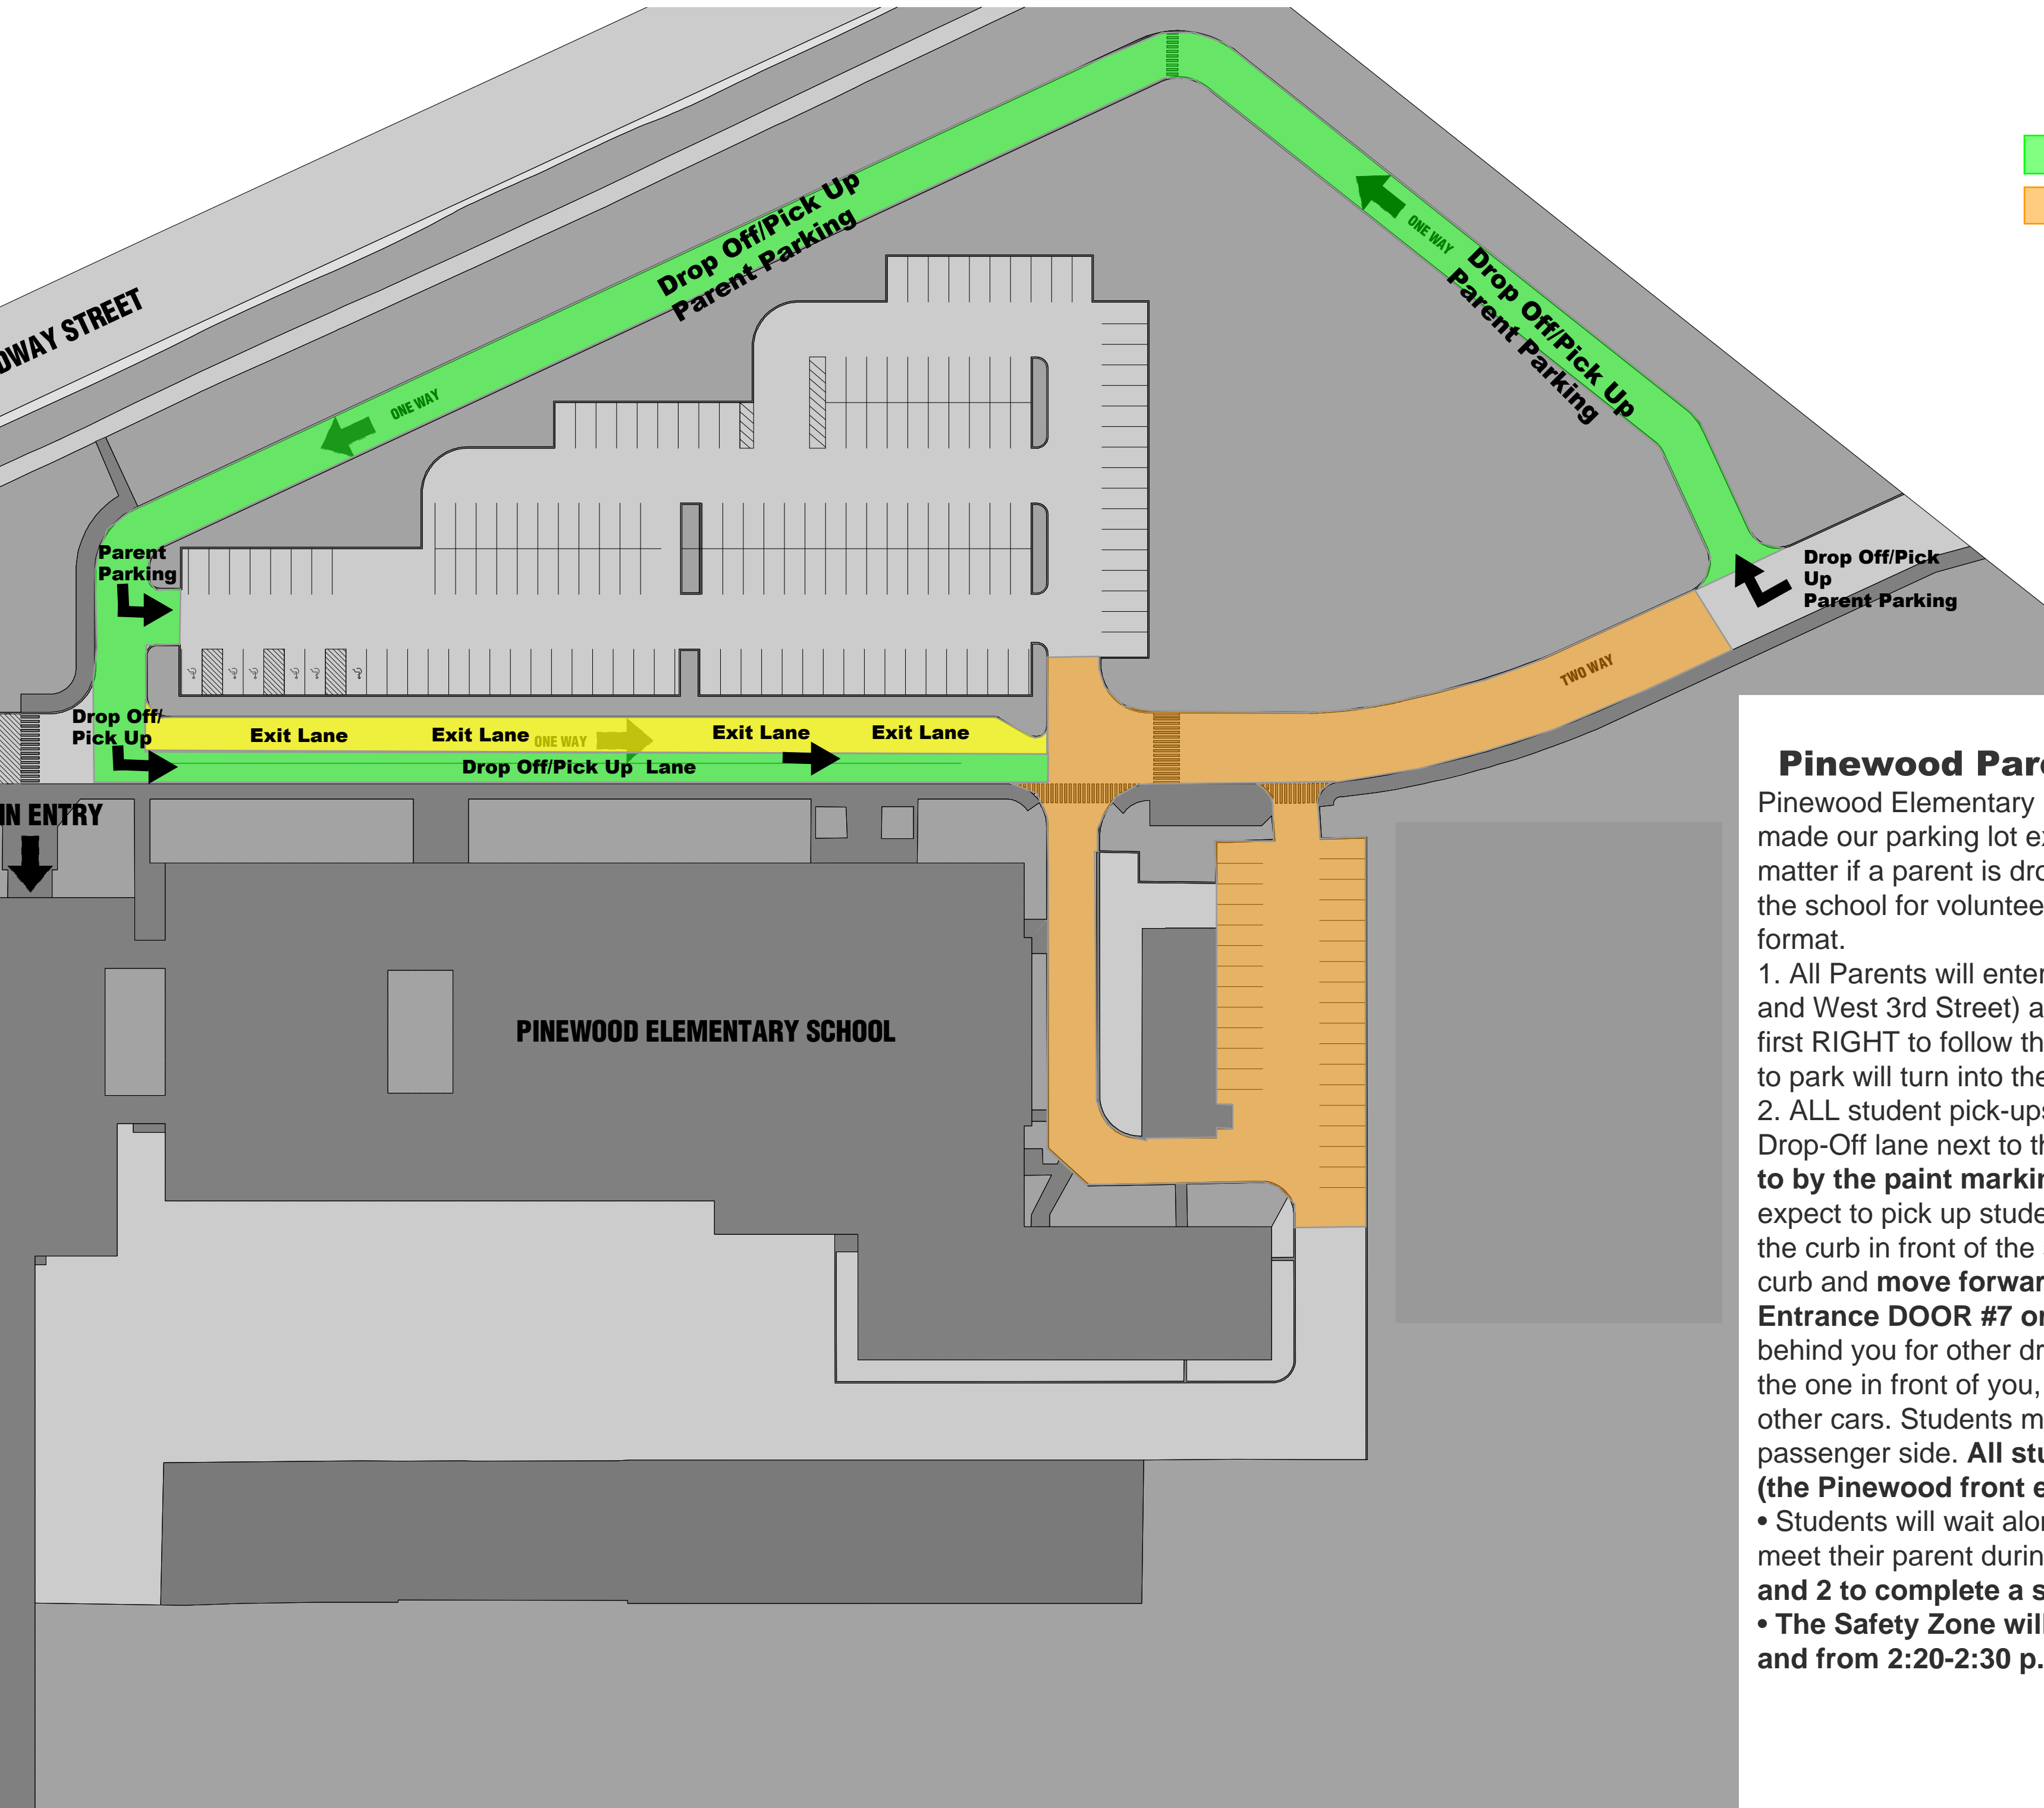 Drop Off/Pick Up
Parent Parking
ONE WAY
Drop Off/Pick Up
Parent Parking
DWAY STREET
ONE WAY
Parent
Parking
Drop Off/Pick
Up
Parent Parking
TWO WAY
Drop Off/
Pick Up
Exit Lane
Exit Lane
ONE WAY
Exit Lane
Exit Lane
Drop Off/Pick Up Lane
IN ENTRY
PINEWOOD ELEMENTARY SCHOOL
Pinewood Par
Pinewood Elementary
made our parking lot e
matter if a parent is dro
the school for voluntee
format.
1. All Parents will enter
and West 3rd Street) a
first RIGHT to follow th
to park will turn into the
2. ALL student pick-ups
Drop-Off lane next to th
to by the paint markin
expect to pick up stude
the curb in front of the
curb and move forwar
Entrance DOOR #7 or
behind you for other dr
the one in front of you,
other cars. Students m
passenger side. All stu
(the Pinewood front e
• Students will wait alo
meet their parent durin
and 2 to complete a s
• The Safety Zone will
and from 2:20-2:30 p.